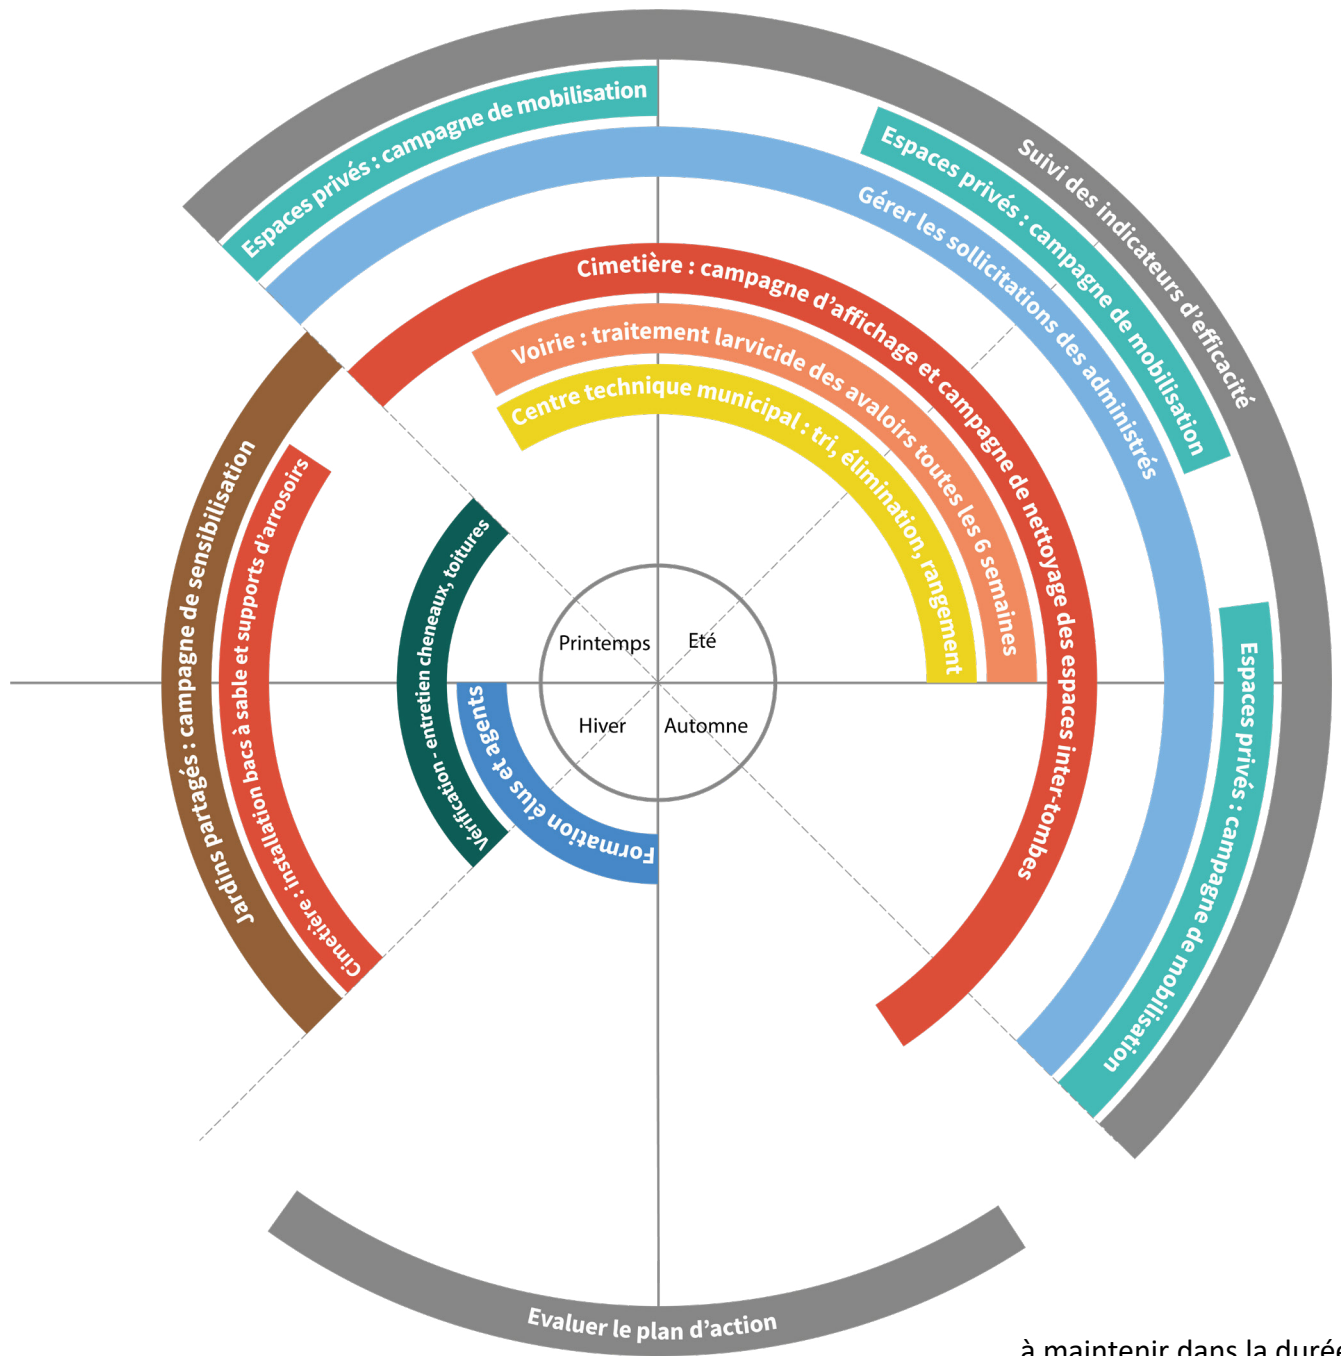 Suivi des indicateurs d’efficacité
Espaces privés : campagne de mobilisation
Espaces privés : campagne de mobilisation
Espaces privés : campagne de mobilisation
Gérer les sollicitations des administrés
Cimetière : campagne d’affichage et campagne de nettoyage des espaces inter-tombes
Voirie : traitement larvicide des avaloirs toutes les 6 semaines
Centre technique municipal : tri, élimination, rangement
Jardins partagés : campagne de sensibilisation
Cimetière : installation bacs à sable et supports d’arrosoirs
Vérification - entretien cheneaux, toitures
Formation élus et agents
Printemps
Eté
Hiver
Automne
Evaluer le plan d’action
à maintenir dans la durée